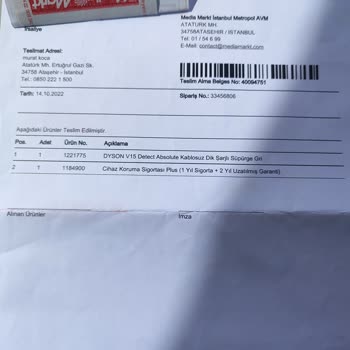 Markt
Media Markt İstanbul Metropol AVM
ATATÜRK MH.
34758ATAŞEHİR / İSTANBUL
Tel.: 01 / 54 6 99
E-Mail: contact@mediamarkt.com
İrsaliye
Teslimat Adresi:
murat koca
Atatürk Mh. Ertuğrul Gazi Sk.
34758 Ataşehir - İstanbul
Tel.: 0850 222 1 500
Teslim Alma Belgesi No: 40094751
Tarih: 14.10.2022
Sipariş No.: 33456806
Aşağıdaki Ürünler Teslim Edilmiştir.
Pos. Adet Ürün No. Açıklama
1 1 1221775 DYSON V15 Detect Absolute Kablosuz Dik Şarjlı Süpürge Gri
2 1 1184900 Cihaz Koruma Sigortası Plus (1 Yıl Sigorta + 2 Yıl Uzatılmış Garanti)
Alınan Ürünler
İmza